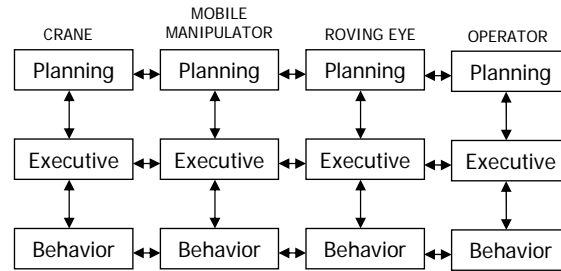 CRANE
MOBILE
MANIPULATOR
ROVING EYE
OPERATOR
Planning Planning Planning Planning
Executive Executive Executive Executive
Behavior Behavior Behavior Behavior